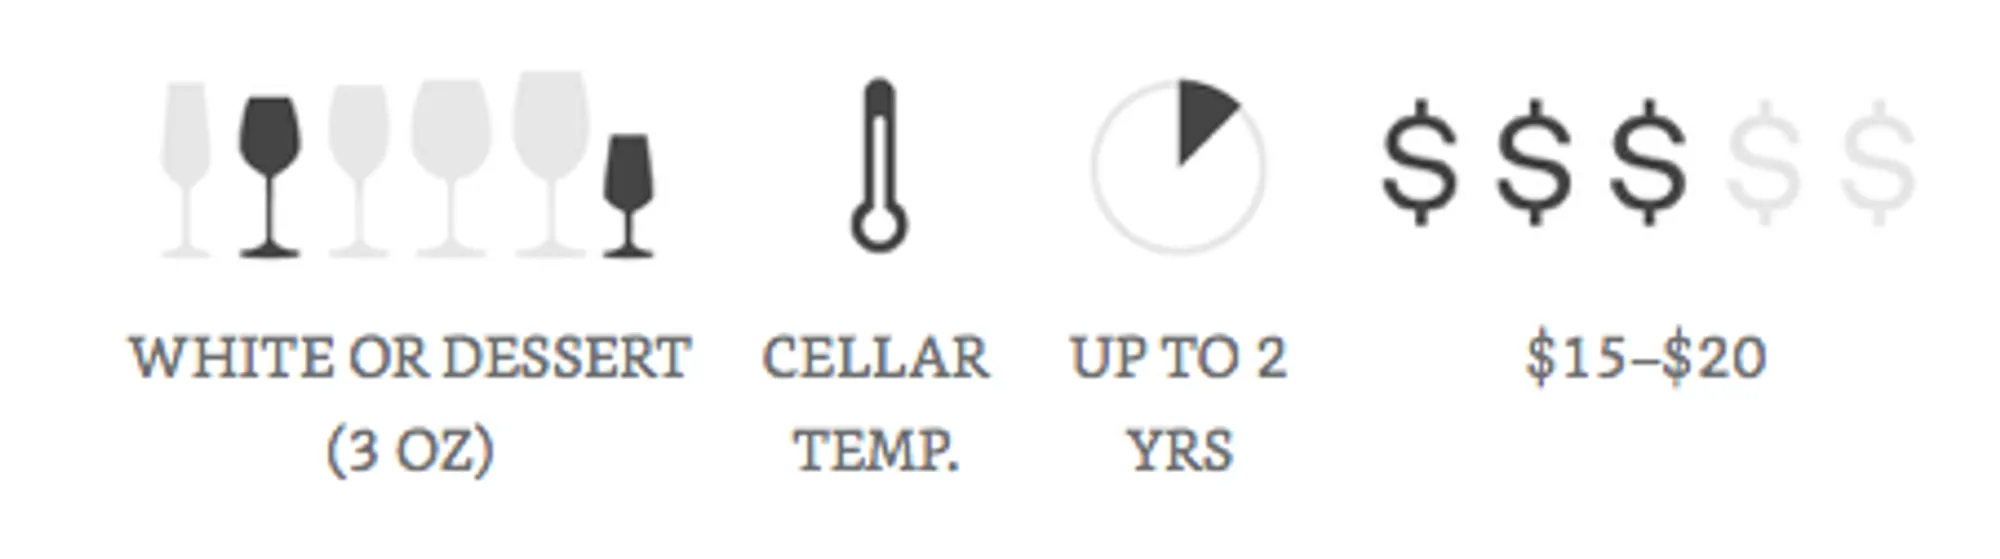 $ $ $ $ $
WHITE OR DESSERT
(3 OZ)
CELLAR
TEMP.
UP TO 2
YRS
$15–$20